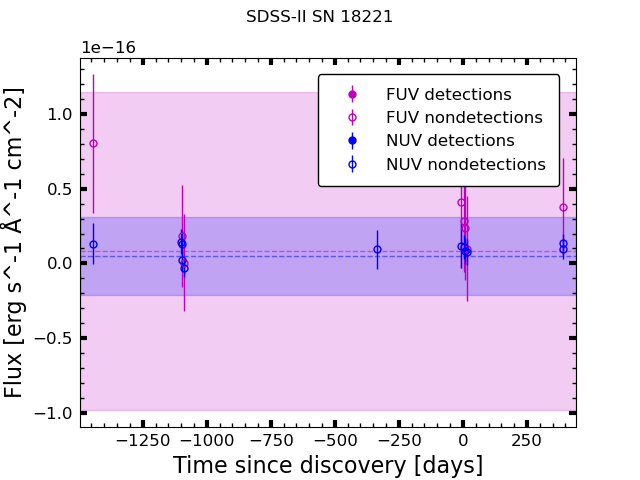 SDSS-II SN 18221
1e−16
FUV detections
FUV nondetections
NUV detections
NUV nondetections
1.0
0.5
0.0
−0.5
−1.0
Flux [erg s^-1 Å^-1 cm^-2]
−1250 −1000 −750 −500 −250 0 250
Time since discovery [days]